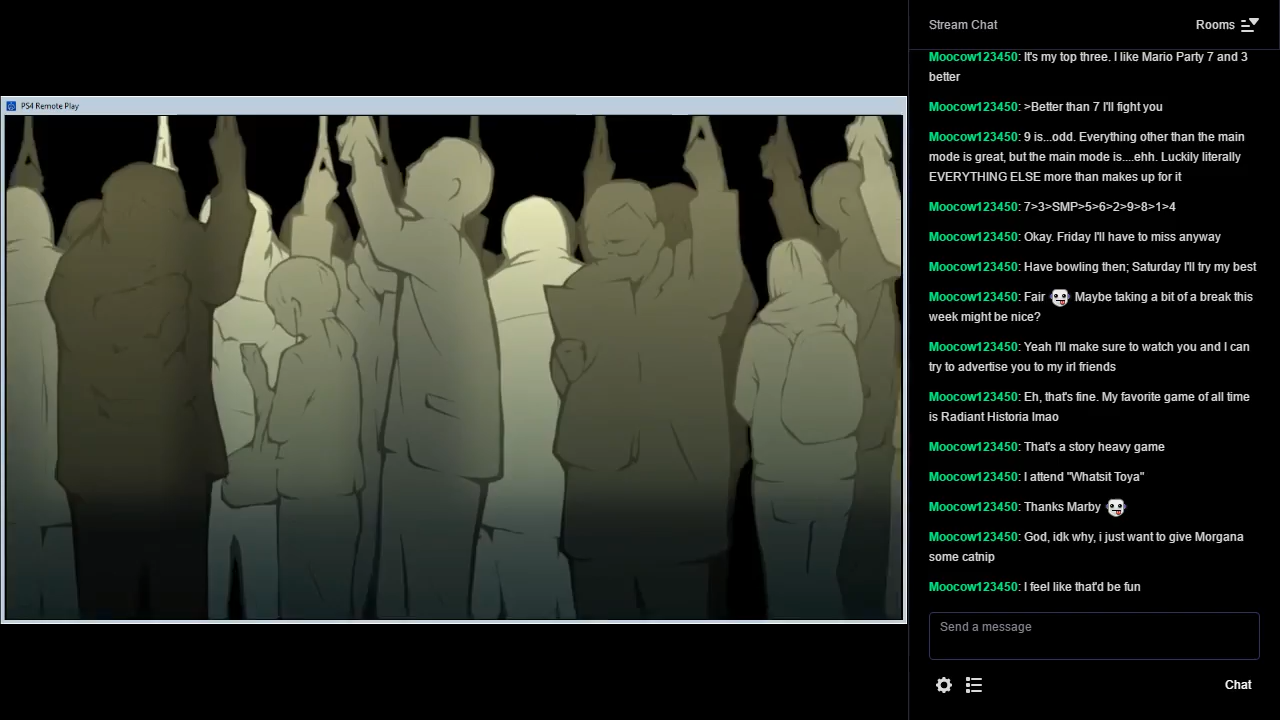 Stream Chat
Rooms
PS4 Remote Play
Moocow123450: It's my top three. I like Mario Party 7 and 3
better
Moocow123450: >Better than 7 I'll fight you
Moocow123450: 9 is...odd. Everything other than the main
mode is great, but the main mode is....ehh. Luckily literally
EVERYTHING ELSE more than makes up for it
Moocow123450: 7>3>SMP>5>6>2>9>8>1>4
Moocow123450: Okay. Friday I'll have to miss anyway
Moocow123450: Have bowling then; Saturday I'll try my best
Moocow123450: Fair Maybe taking a bit of a break this
week might be nice?
Moocow123450: Yeah I'll make sure to watch you and I can
try to advertise you to my irl friends
Moocow123450: Eh, that's fine. My favorite game of all time
is Radiant Historia lmao
Moocow123450: That's a story heavy game
Moocow123450: I attend "Whatsit Toya"
Moocow123450: Thanks Marby
Moocow123450: God, idk why, i just want to give Morgana
some catnip
Moocow123450: I feel like that'd be fun
Send a message
Chat